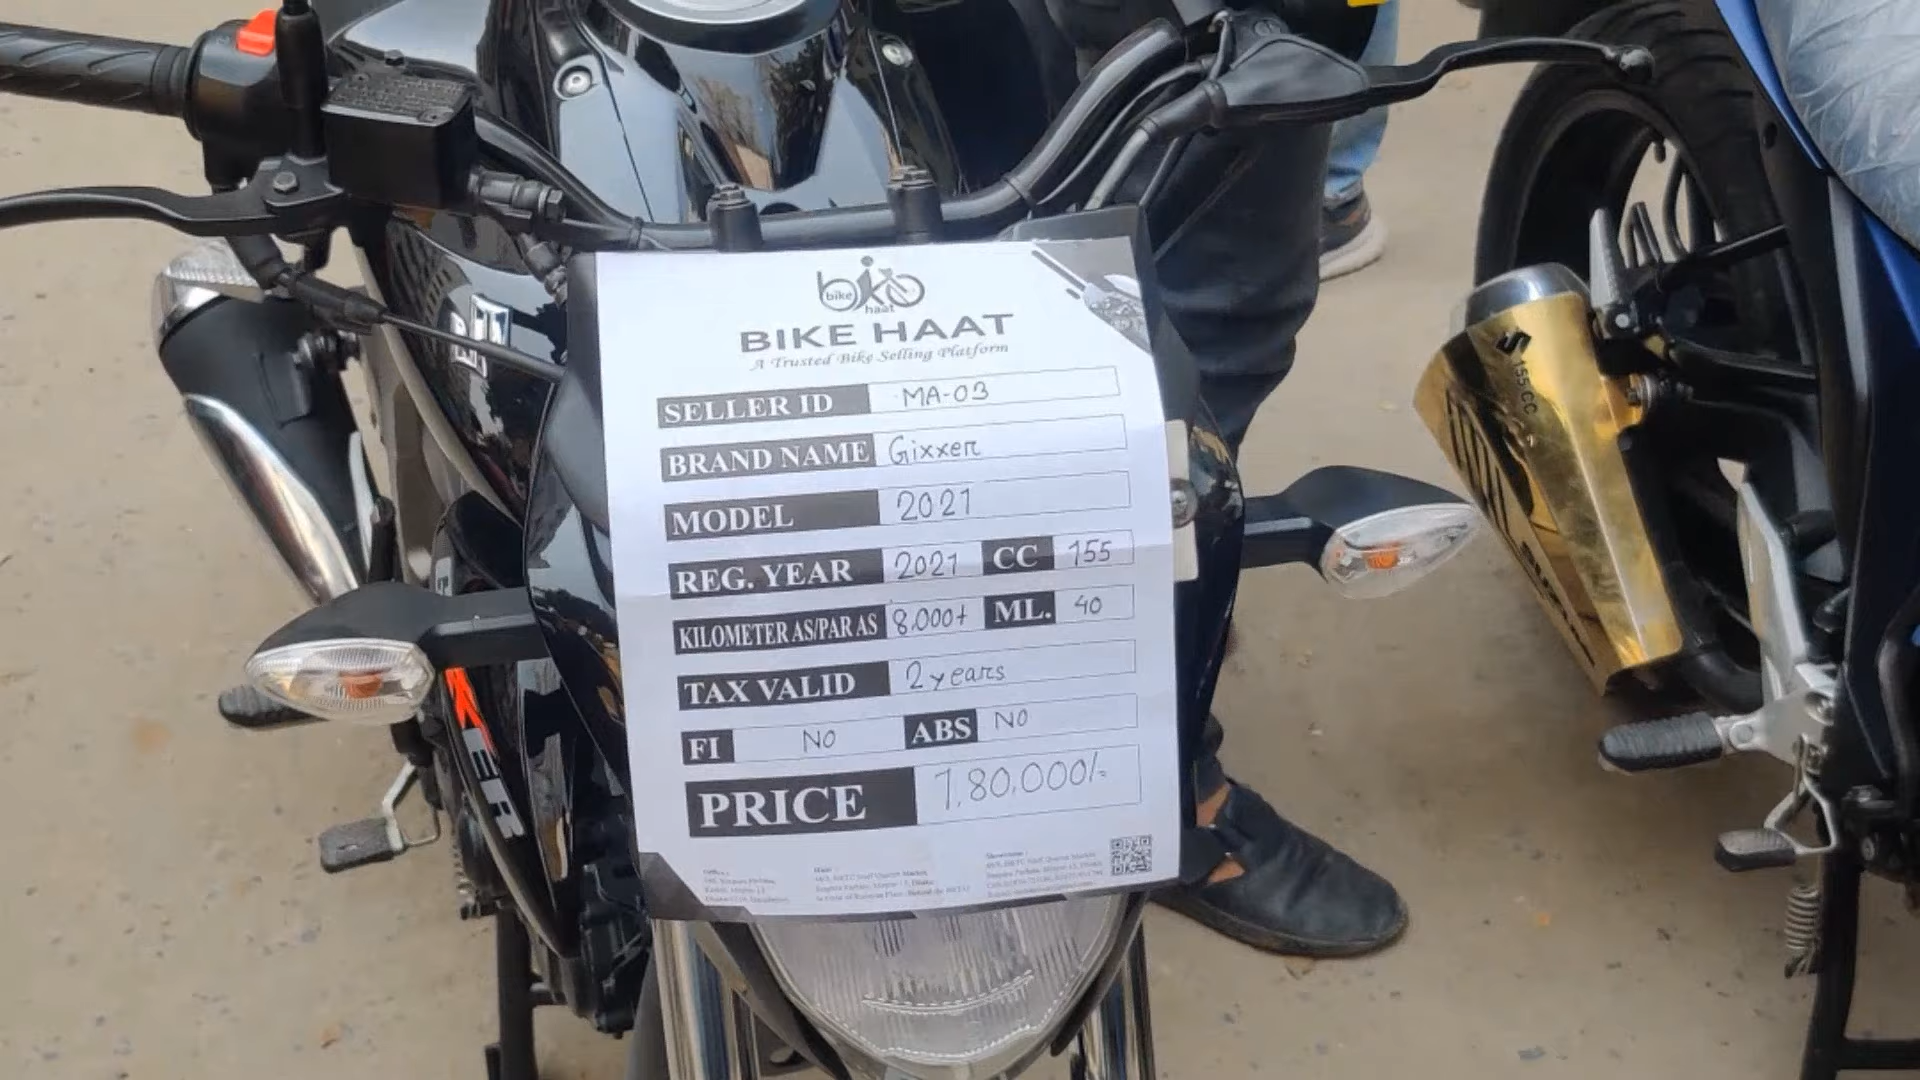 bike
haat
BIKE HAAT
A Trusted Bike Selling Platform
SELLER ID MA-03
BRAND NAME Gixxer
MODEL 2021
REG. YEAR 2021 CC 155
KILOMETER AS/PAR AS 8,000+ ML. 40
TAX VALID 2 years
FI NO ABS NO
PRICE 1,80,000/-
XER
155CC